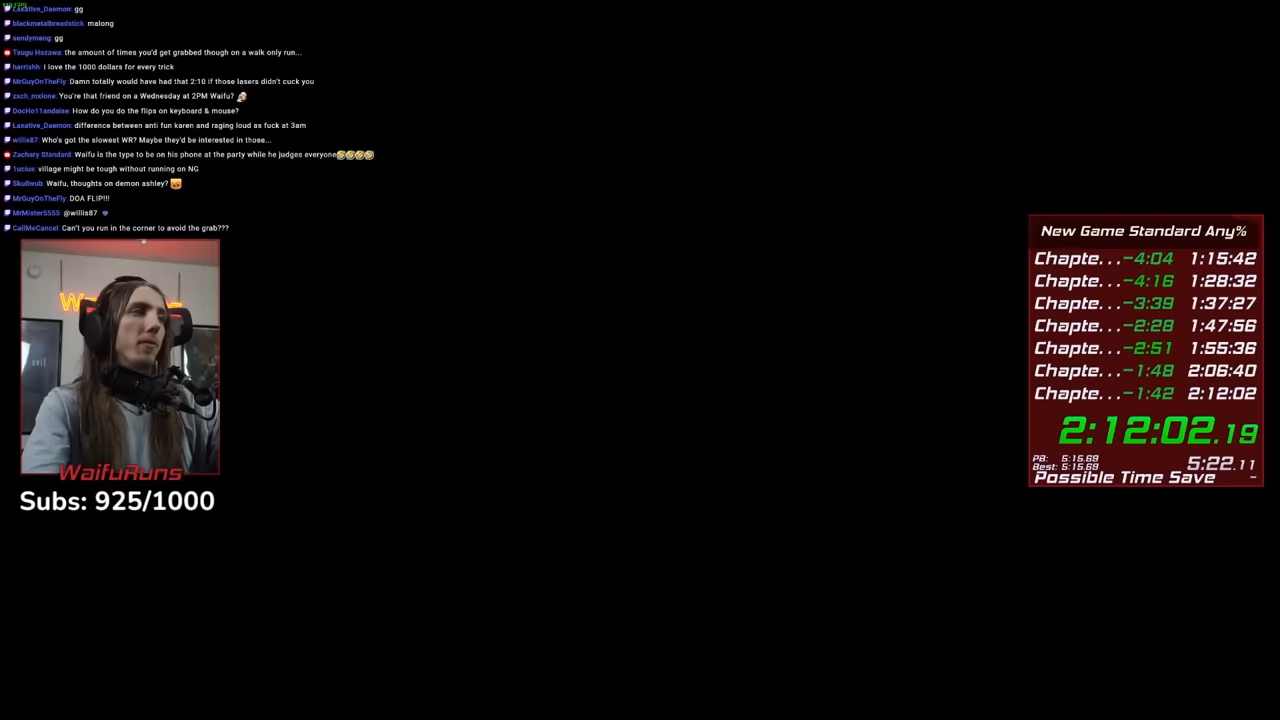 Laxative_Daemon: gg
blackmetalbreadstick: malong
sendymeng: gg
Tsugu Hazawa: the amount of times you'd get grabbed though on a walk only run...
harrixhh: I love the 1000 dollars for every trick
MrGuyOnTheFly: Damn totally would have had that 2:10 if those lasers didn't cuck you
zxch_mxlone: You're that friend on a Wednesday at 2PM Waifu?
DocHo11andaise: How do you do the flips on keyboard & mouse?
Laxative_Daemon: difference between anti fun karen and raging loud as fuck at 3am
willis87: Who's got the slowest WR? Maybe they'd be interested in those...
Zachary Standard: Waifu is the type to be on his phone at the party while he judges everyone🤣🤣🤣🤣
1ucius: village might be tough without running on NG
Skullwub: Waifu, thoughts on demon ashley?
MrGuyOnTheFly: DOA FLIP!!!
MrMister5555: @willis87
CallMeCancel: Can't you run in the corner to avoid the grab???
WaifuRuns
Subs: 925/1000
New Game Standard Any%
Chapte... -4:04 1:15:42
Chapte... -4:16 1:28:32
Chapte... -3:39 1:37:27
Chapte... -2:28 1:47:56
Chapte... -2:51 1:55:36
Chapte... -1:48 2:06:40
Chapte... -1:42 2:12:02
2:12:02.19
PB: 5:15.69
Best: 5:15.69 5:22.11
Possible Time Save -